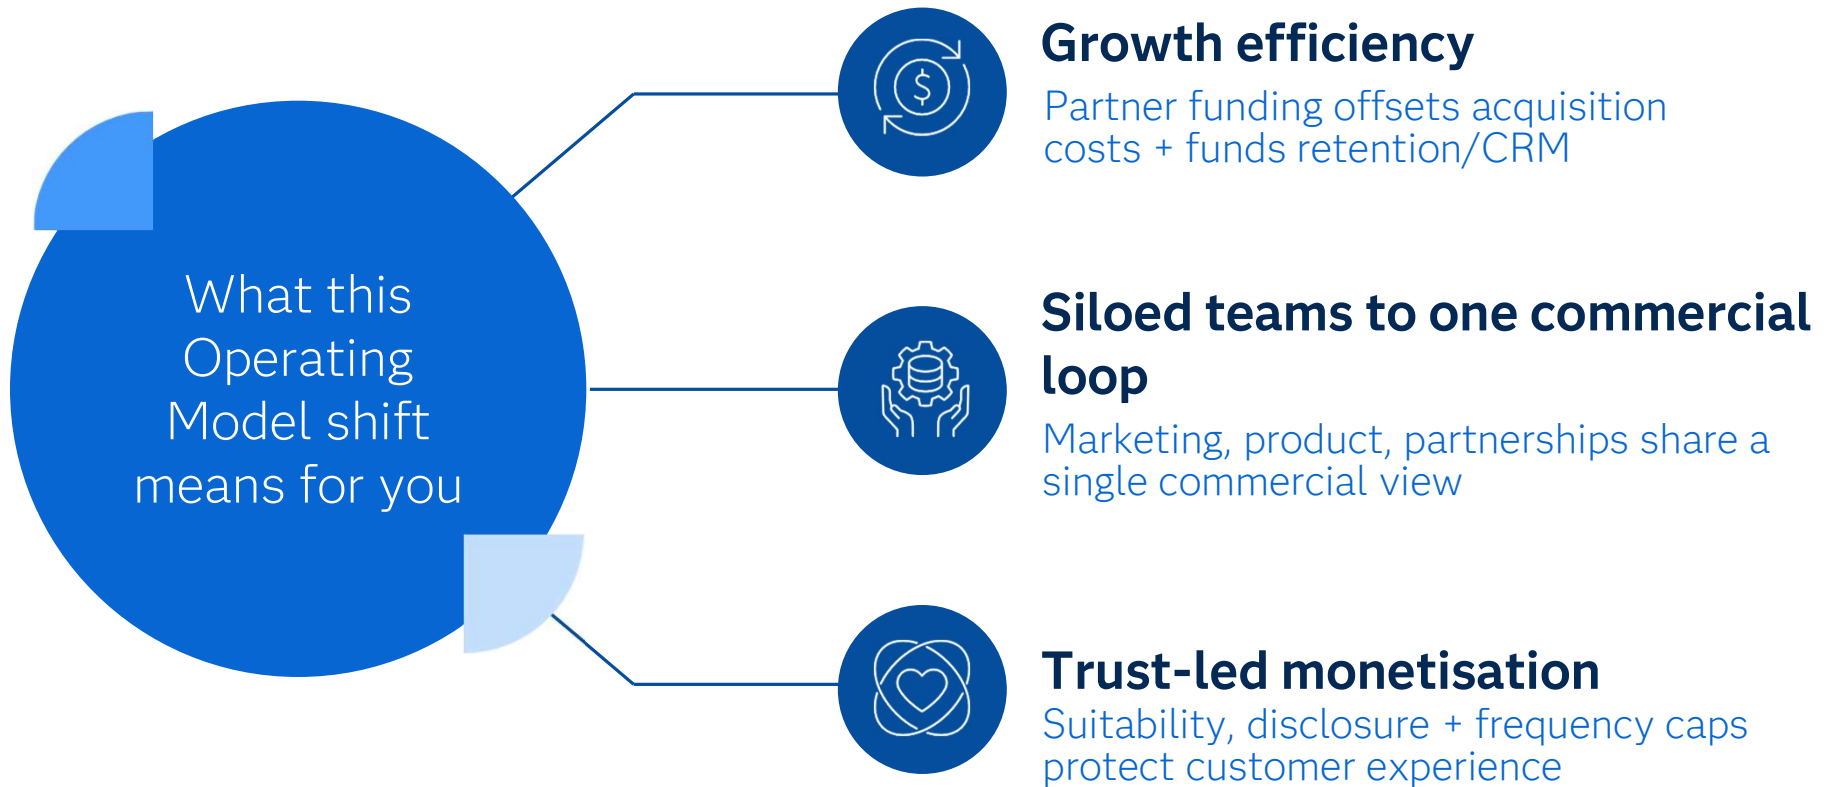 What this
Operating
Model shift
means for you
Growth efficiency
Partner funding offsets acquisition
costs + funds retention/CRM
Siloed teams to one commercial
loop
Marketing, product, partnerships share a
single commercial view
Trust-led monetisation
Suitability, disclosure + frequency caps
protect customer experience
$